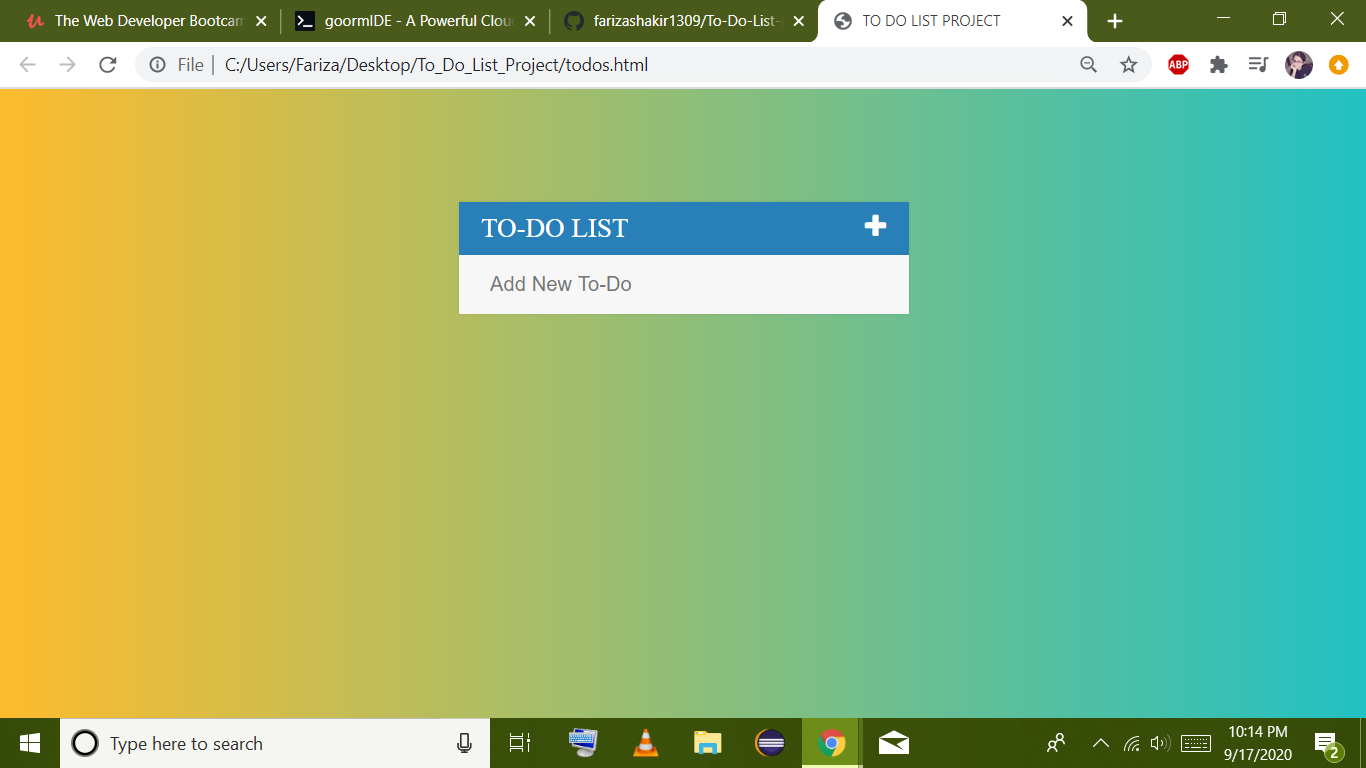 The Web Developer Bootcam
goormIDE - A Powerful Clou
farizashakir1309/To-Do-List-
TO DO LIST PROJECT
File
C:/Users/Fariza/Desktop/To_Do_List_Project/todos.html
ABP
TO-DO LIST
Add New To-Do
Type here to search
10:14 PM
9/17/2020
2